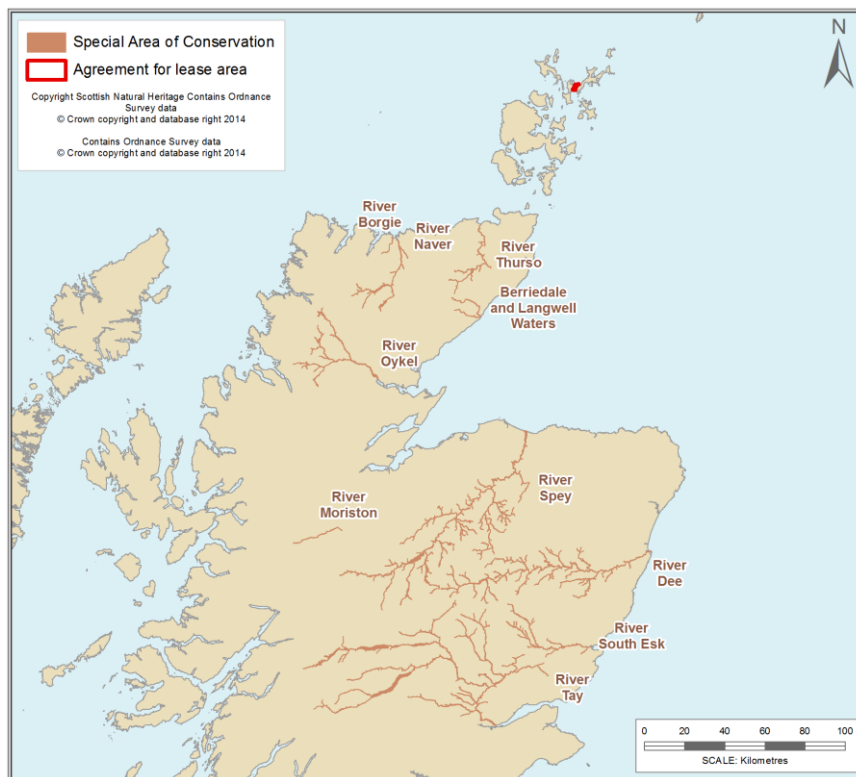 Special Area of Conservation
Agreement for lease area
Copyright Scottish Natural Heritage Contains Ordnance
Survey data
© Crown copyright and database right 2014
Contains Ordnance Survey data
© Crown copyright and database right 2014
N
River
Borgie
River
Naver
River
Thurso
Berriedale
and Langwell
Waters
River
Oykel
River
Spey
River
Moriston
River
Dee
River
South Esk
River
Tay
0 20 40 60 80 100
SCALE: Kilometres